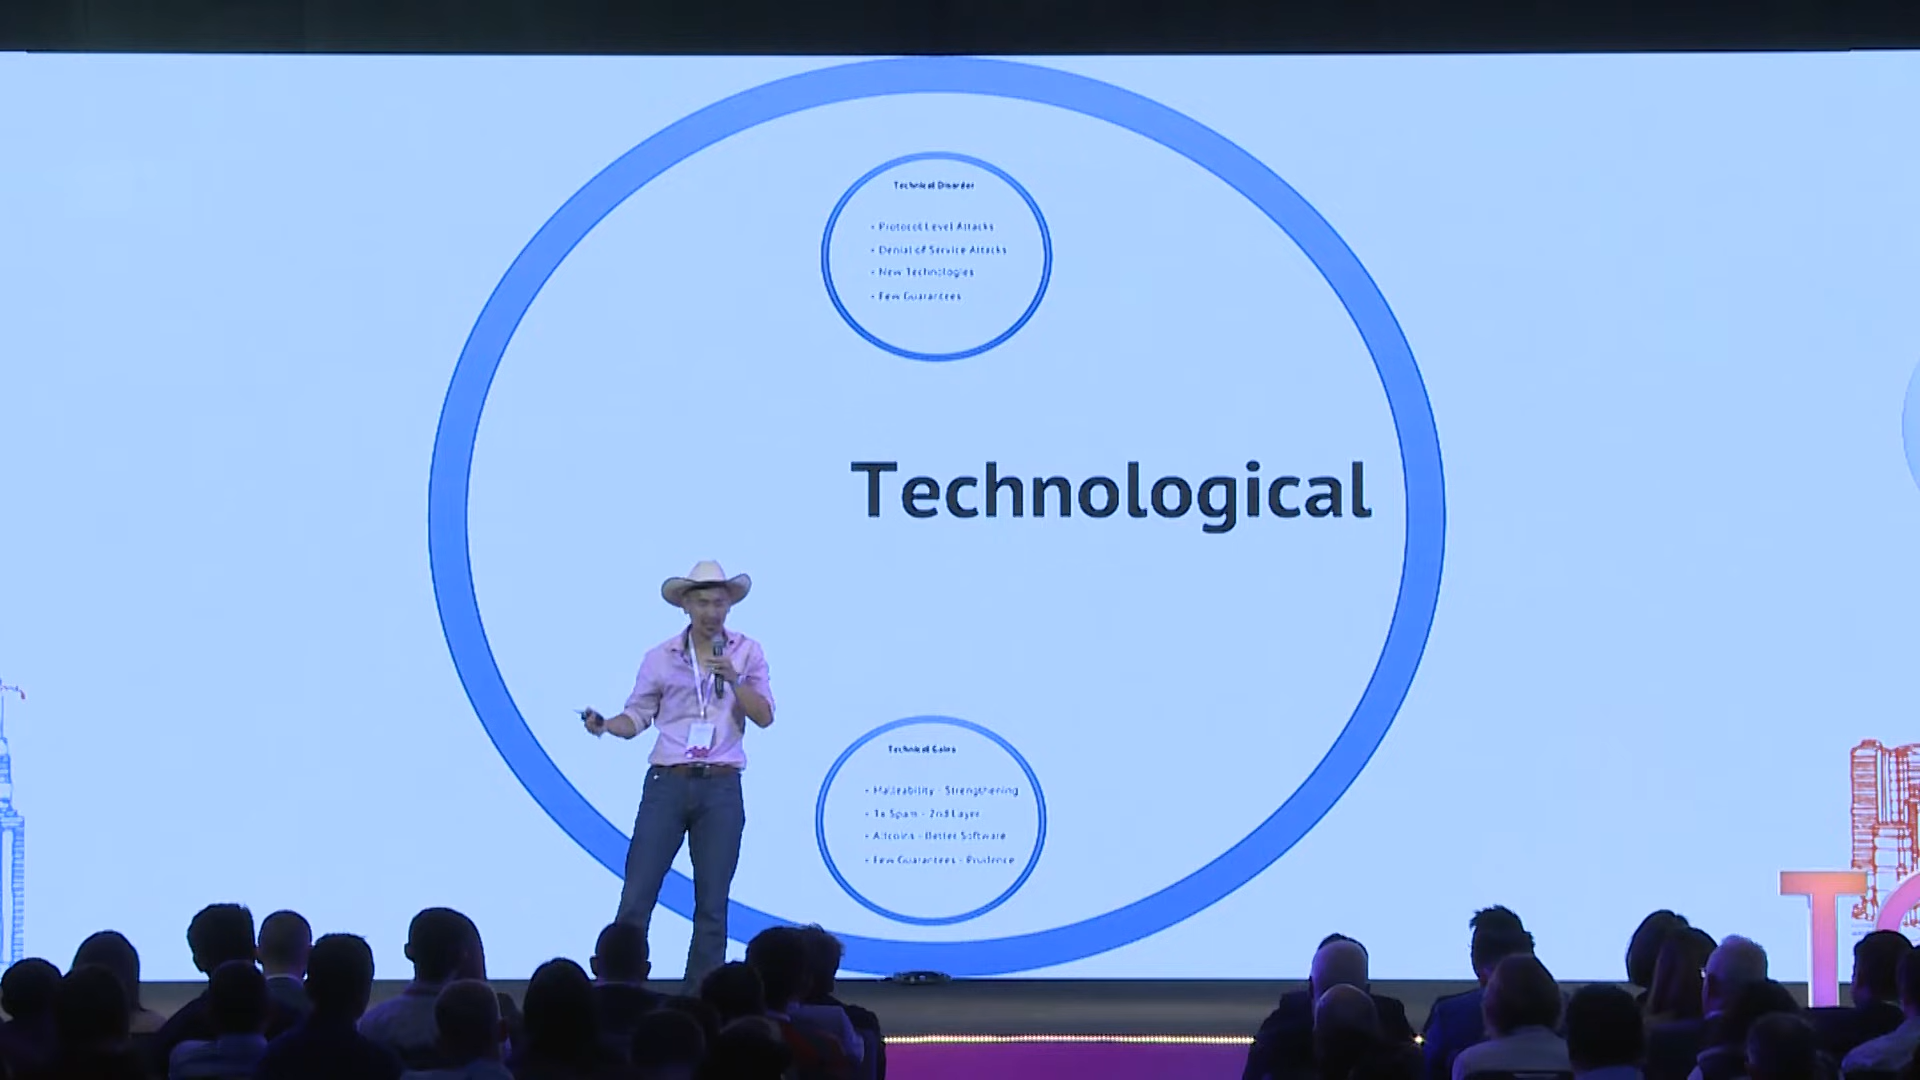 Technical Disorder
• Protocol Level Attacks
• Denial of Service Attacks
• New Technologies
• Few Guarantees
Technological
Technical Gains
• Malleability - Strengthening
• Tx Spam - 2nd Layer
• Altcoins - Better Software
• Few Guarantees - Prudence
T